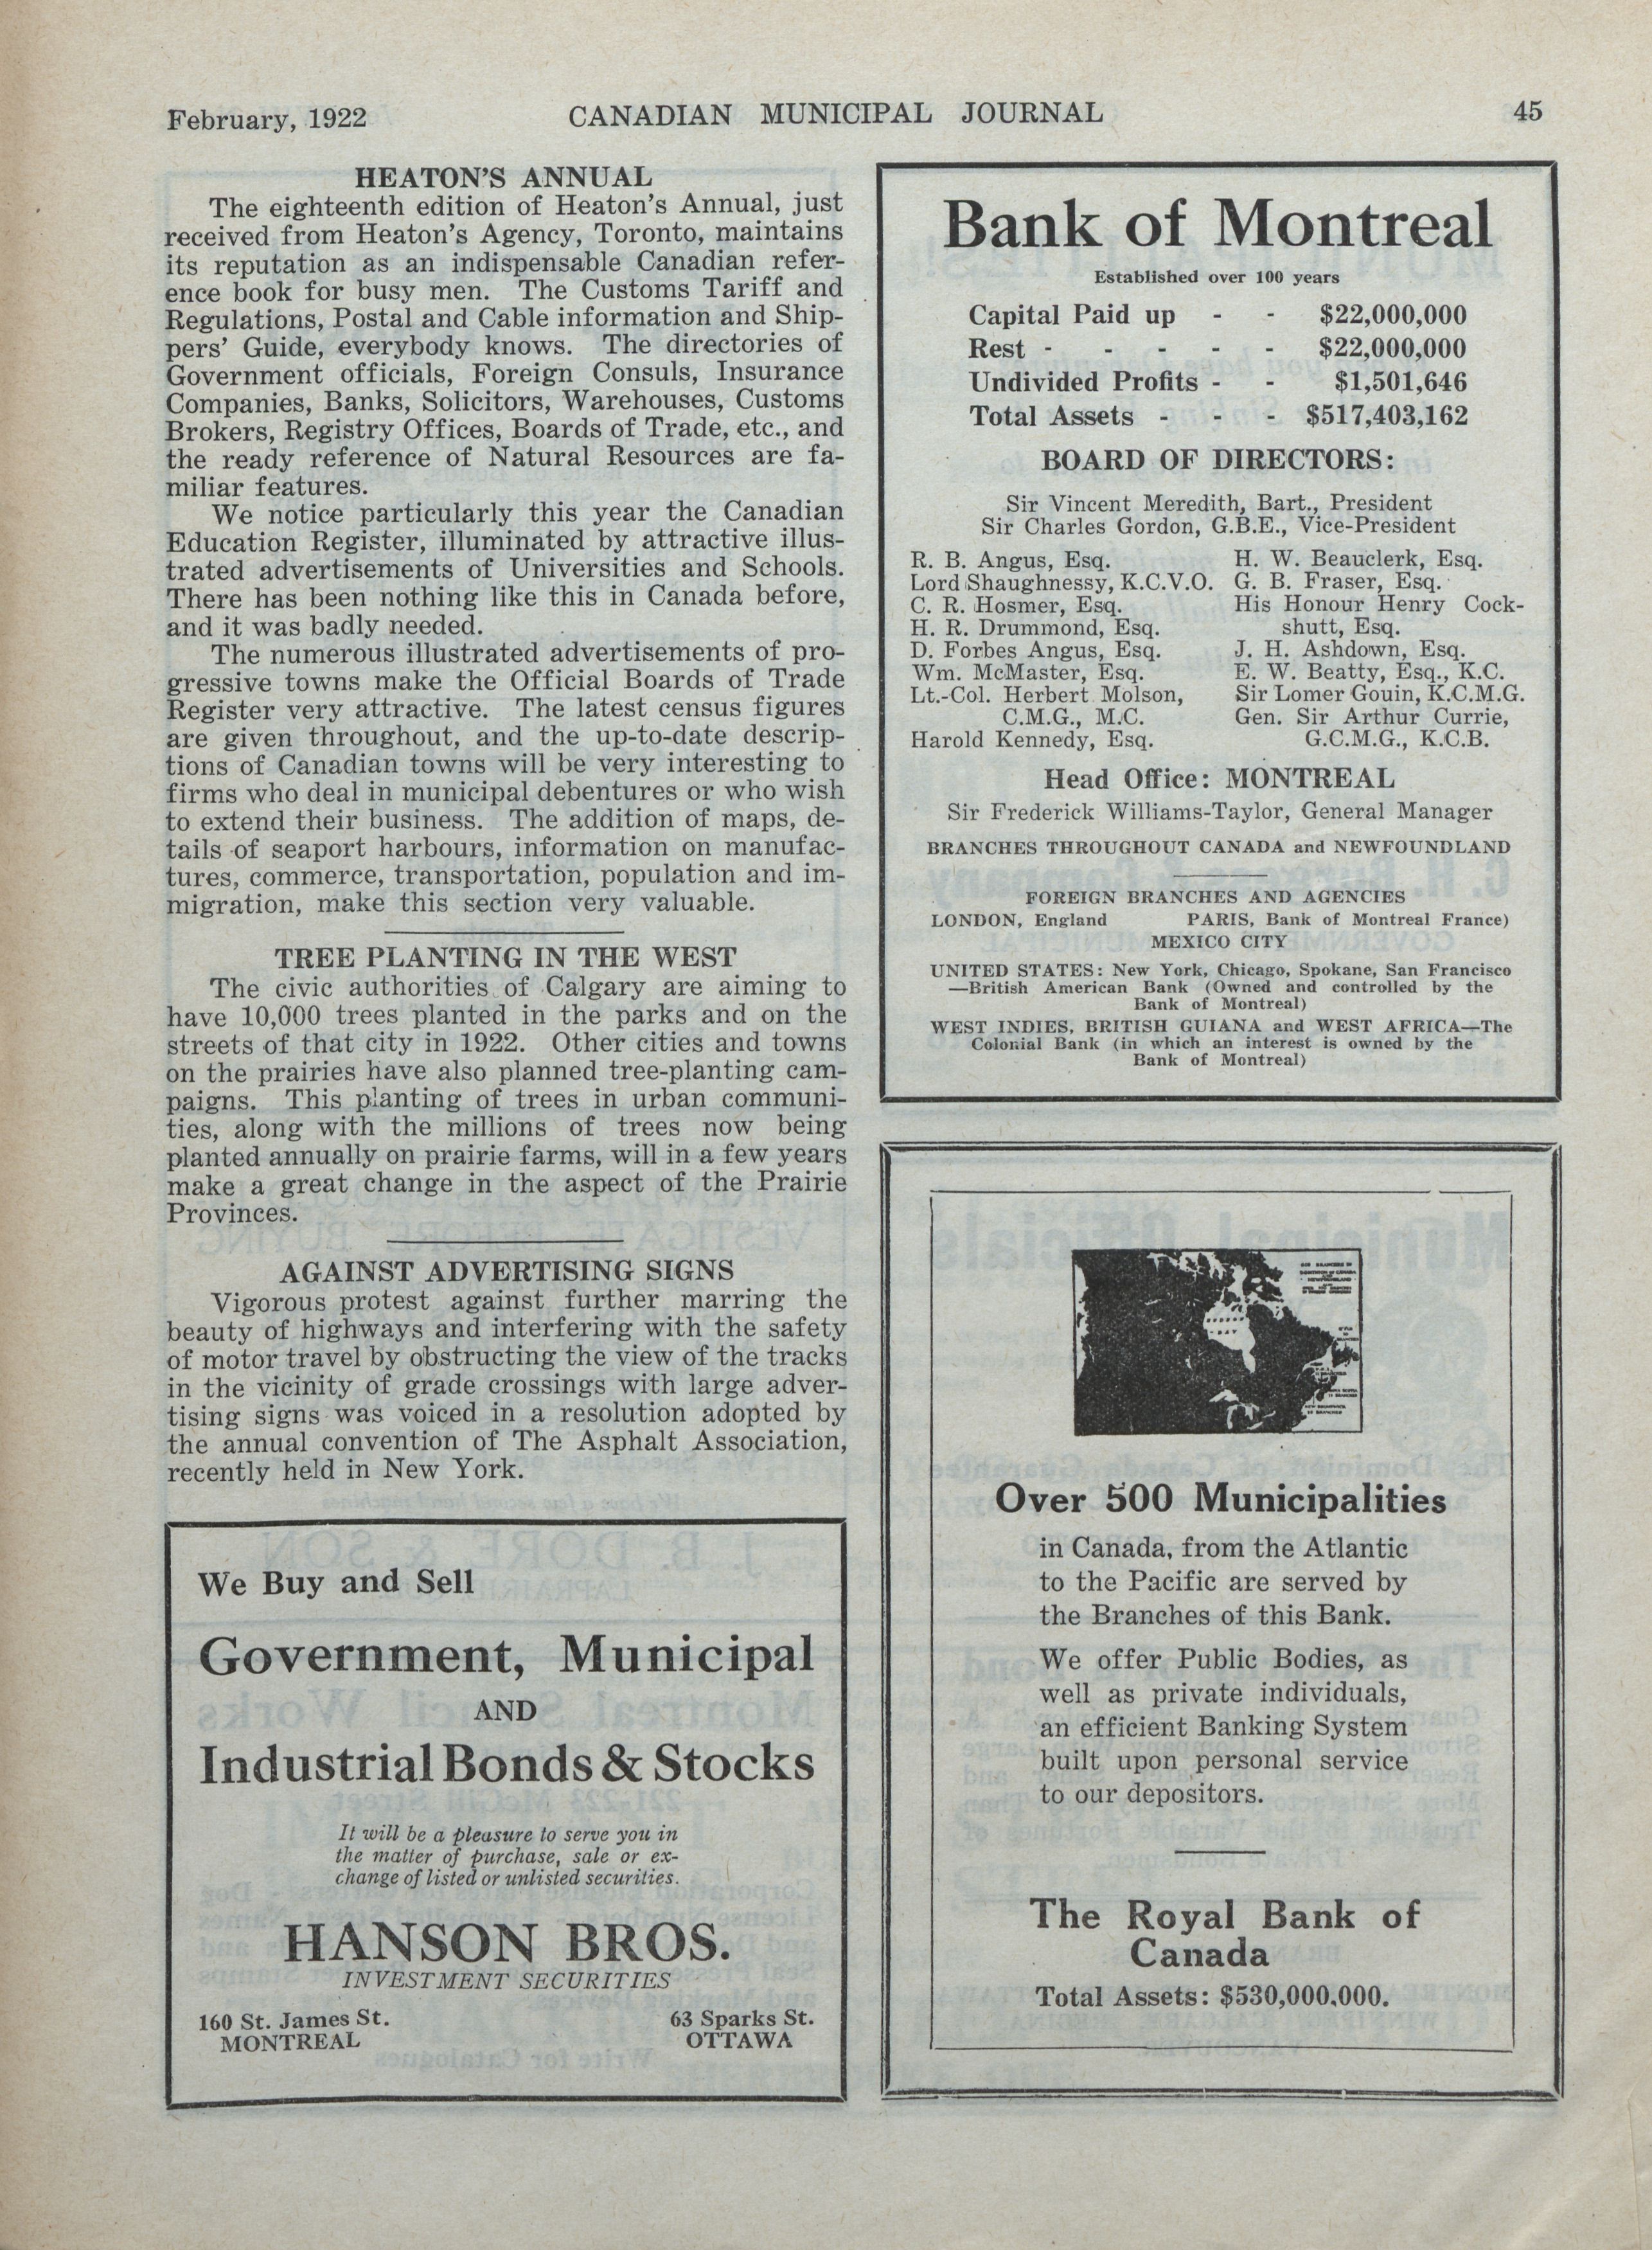 February, 1922
CANADIAN MUNICIPAL JOURNAL
45
HEATON'S ANNUAL
The eighteenth edition of Heaton's Annual, just
received from Heaton's Agency, Toronto, maintains
its reputation as an indispensable Canadian refer-
ence book for busy men. The Customs Tariff and
Regulations, Postal and Cable information and Ship-
pers' Guide, everybody knows. The directories of
Government officials, Foreign Consuls, Insurance
Companies, Banks, Solicitors, Warehouses, Customs
Brokers, Registry Offices, Boards of Trade, etc., and
the ready reference of Natural Resources are fa-
miliar features.
We notice particularly this year the Canadian
Education Register, illuminated by attractive illus-
trated advertisements of Universities and Schools.
There has been nothing like this in Canada before,
and it was badly needed.
The numerous illustrated advertisements of pro-
gressive towns make the Official Boards of Trade
Register very attractive. The latest census figures
are given throughout, and the up-to-date descrip-
tions of Canadian towns will be very interesting to
firms who deal in municipal debentures or who wish
to extend their business. The addition of maps, de-
tails of seaport harbours, information on manufac-
tures, commerce, transportation, population and im-
migration, make this section very valuable.
TREE PLANTING IN THE WEST
The civic authorities of Calgary are aiming to
have 10,000 trees planted in the parks and on the
streets of that city in 1922. Other cities and towns
on the prairies have also planned tree-planting cam-
paigns. This planting of trees in urban communi-
ties, along with the millions of trees now being
planted annually on prairie farms, will in a few years
make a great change in the aspect of the Prairie
Provinces.
AGAINST ADVERTISING SIGNS
Vigorous protest against further marring the
beauty of highways and interfering with the safety
of motor travel by obstructing the view of the tracks
in the vicinity of grade crossings with large adver-
tising signs was voiced in a resolution adopted by
the annual convention of The Asphalt Association,
recently held in New York.
We Buy and Sell
Government, Municipal
AND
Industrial Bonds & Stocks
It will be a pleasure to serve you in
the matter of purchase, sale or ex-
change of listed or unlisted securities.
HANSON BROS.
INVESTMENT SECURITIES
160 St. James St.
MONTREAL
63 Sparks St.
OTTAWA
Bank of Montreal
Established over 100 years
Capital Paid up - - $22,000,000
Rest - - - - - $22,000,000
Undivided Profits - - $1,501,646
Total Assets - - - $517,403,162
BOARD OF DIRECTORS:
Sir Vincent Meredith, Bart., President
Sir Charles Gordon, G.B.E., Vice-President
R. B. Angus, Esq.
Lord Shaughnessy, K.C.V.O.
C. R. Hosmer, Esq.
H. R. Drummond, Esq.
D. Forbes Angus, Esq.
Wm. McMaster, Esq.
Lt.-Col. Herbert Molson,
C.M.G., M.C.
Harold Kennedy, Esq.
H. W. Beauclerk, Esq.
G. B. Fraser, Esq.
His Honour Henry Cock-
shutt, Esq.
J. H. Ashdown, Esq.
E. W. Beatty, Esq., K.C.
Sir Lomer Gouin, K.C.M.G.
Gen. Sir Arthur Currie,
G.C.M.G., K.C.B.
Head Office: MONTREAL
Sir Frederick Williams-Taylor, General Manager
BRANCHES THROUGHOUT CANADA and NEWFOUNDLAND
FOREIGN BRANCHES AND AGENCIES
LONDON, England PARIS, Bank of Montreal France)
MEXICO CITY
UNITED STATES: New York, Chicago, Spokane, San Francisco
—British American Bank (Owned and controlled by the
Bank of Montreal)
WEST INDIES, BRITISH GUIANA and WEST AFRICA—The
Colonial Bank (in which an interest is owned by the
Bank of Montreal)
Over 500 Municipalities
in Canada, from the Atlantic
to the Pacific are served by
the Branches of this Bank.
We offer Public Bodies, as
well as private individuals,
an efficient Banking System
built upon personal service
to our depositors.
The Royal Bank of
Canada
Total Assets: $530,000,000.